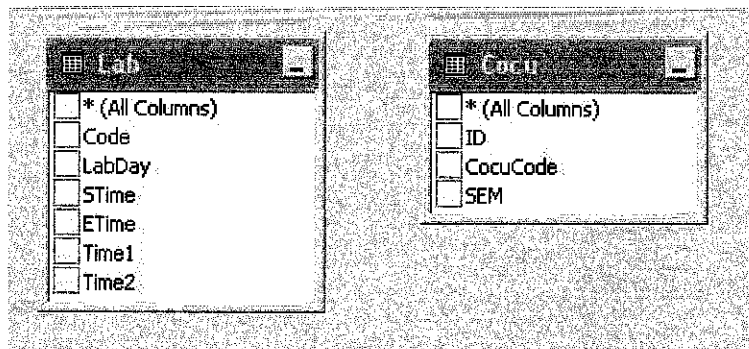 Lab
* (All Columns)
Code
LabDay
STime
ETime
Time1
Time2
Cocu
* (All Columns)
ID
CocuCode
SEM